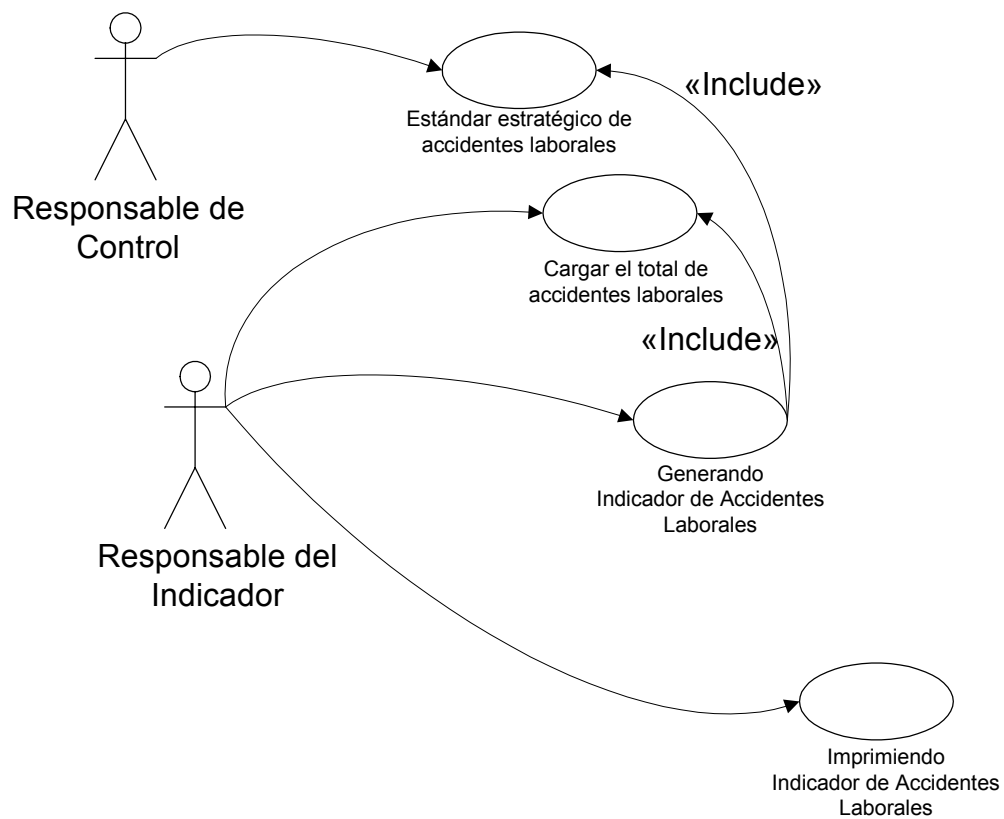 «Include»
Estándar estratégico de
accidentes laborales
Responsable de
Control
Cargar el total de
accidentes laborales
«Include»
Generando
Indicador de Accidentes
Laborales
Responsable del
Indicador
Imprimiendo
Indicador de Accidentes
Laborales